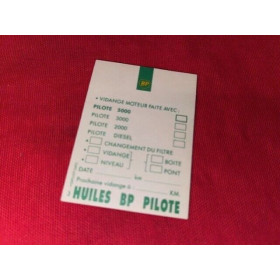 BP
• VIDANGE MOTEUR FAITE AVEC :
PILOTE 5000
PILOTE 3000
PILOTE 2000
PILOTE DIESEL
CHANGEMENT DU FILTRE
VIDANGE BOITE
NIVEAU PONT
DATE km
Prochaine vidange à KM.
HUILES BP PILOTE